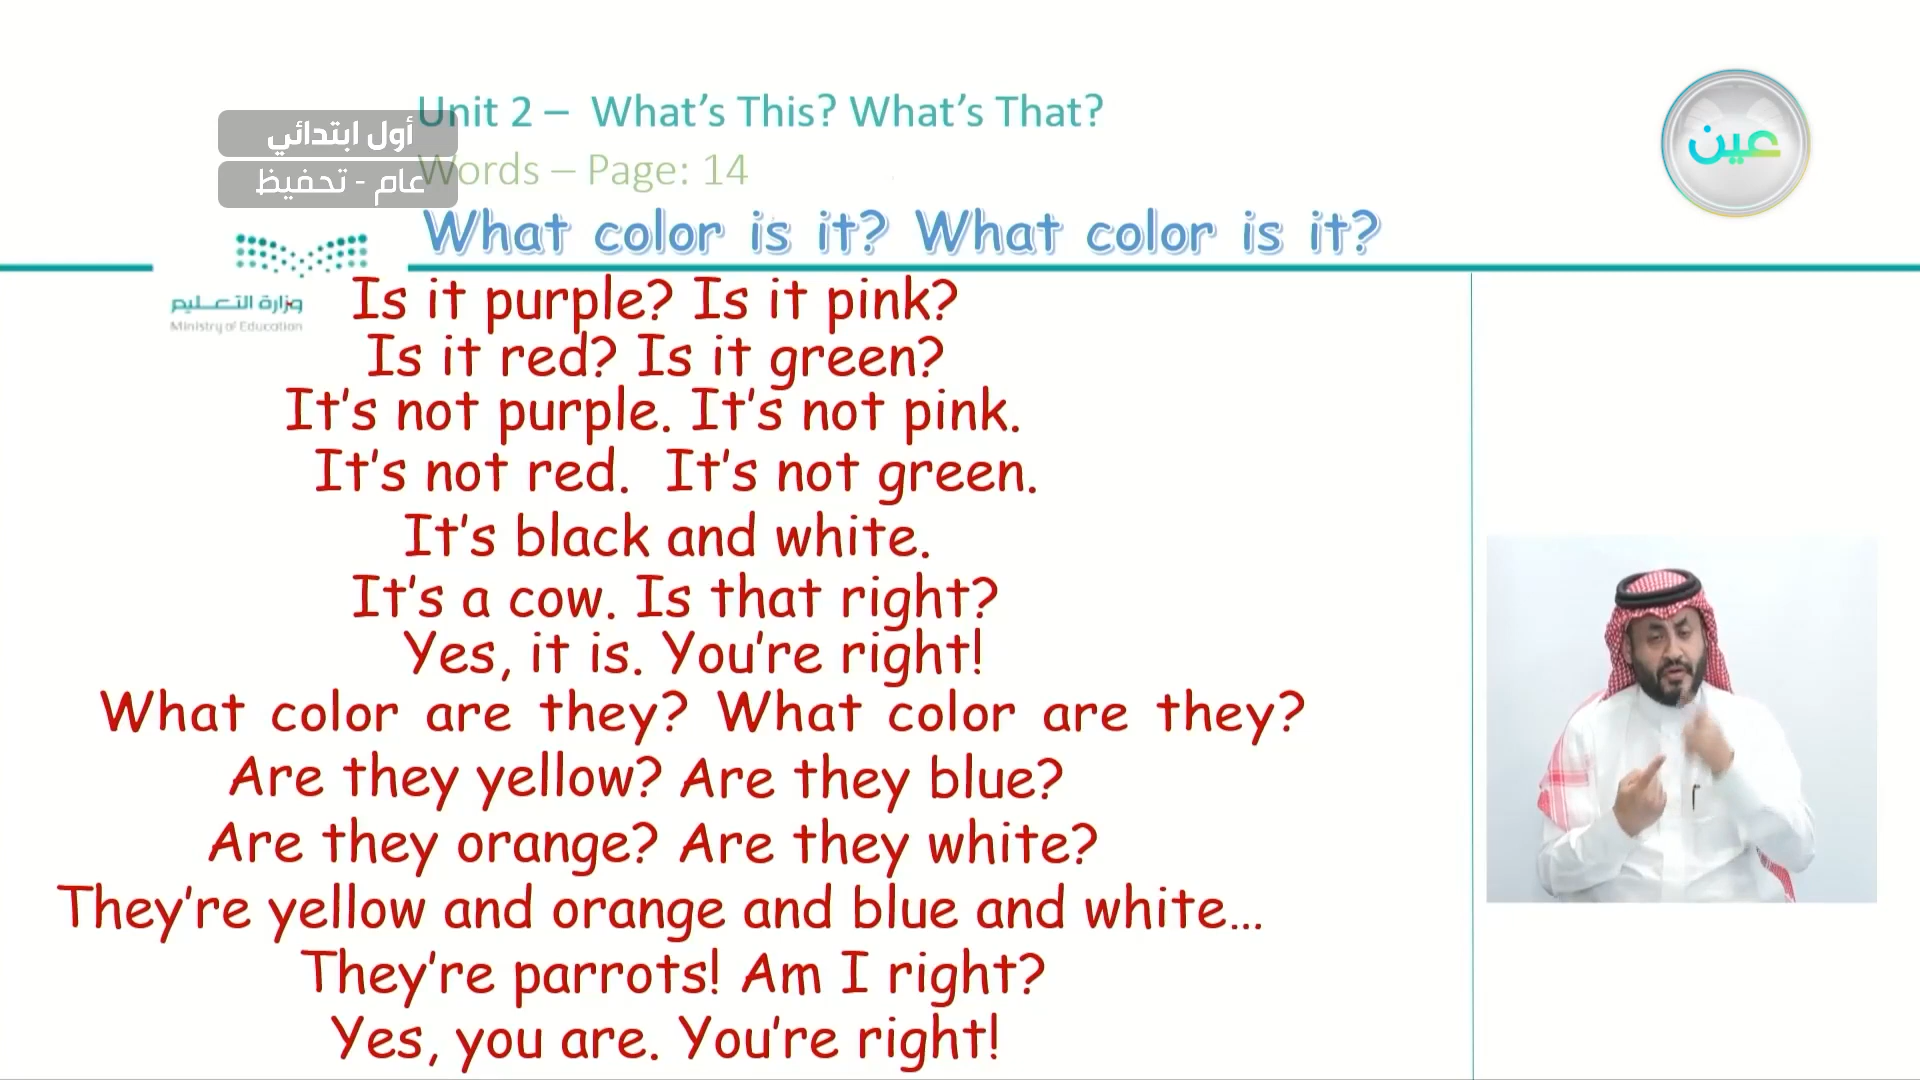 Unit 2 – What's This? What's That?
أول ابتدائي
Words – Page: 14
عام - تحفيظ
عين
What color is it? What color is it?
وزارة التعليم
Ministry of Education
Is it purple? Is it pink?
Is it red? Is it green?
It's not purple. It's not pink.
It's not red. It's not green.
It's black and white.
It's a cow. Is that right?
Yes, it is. You're right!
What color are they? What color are they?
Are they yellow? Are they blue?
Are they orange? Are they white?
They're yellow and orange and blue and white...
They're parrots! Am I right?
Yes, you are. You're right!